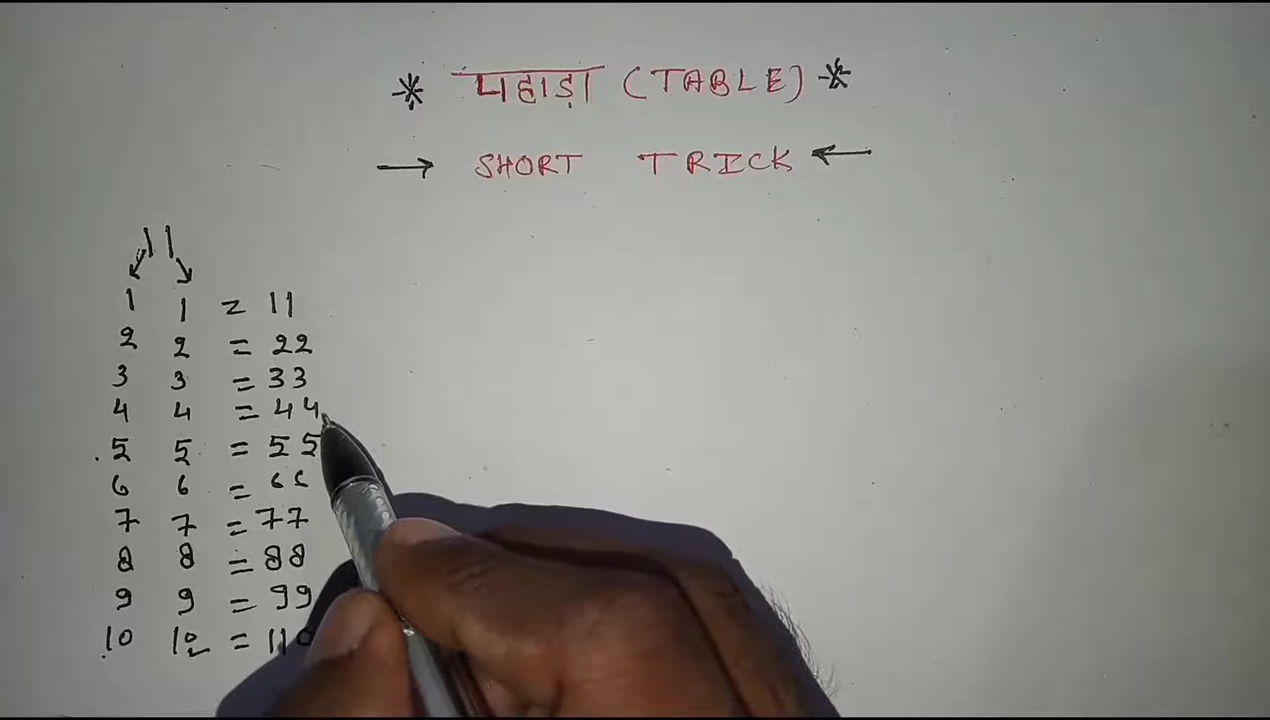 * पहाड़ा (TABLE) *
→ SHORT TRICK ←
11
1 1 = 11
2 2 = 22
3 3 = 33
4 4 = 44
5 5 = 55
6 6 = 66
7 7 = 77
8 8 = 88
9 9 = 99
10 10 = 110